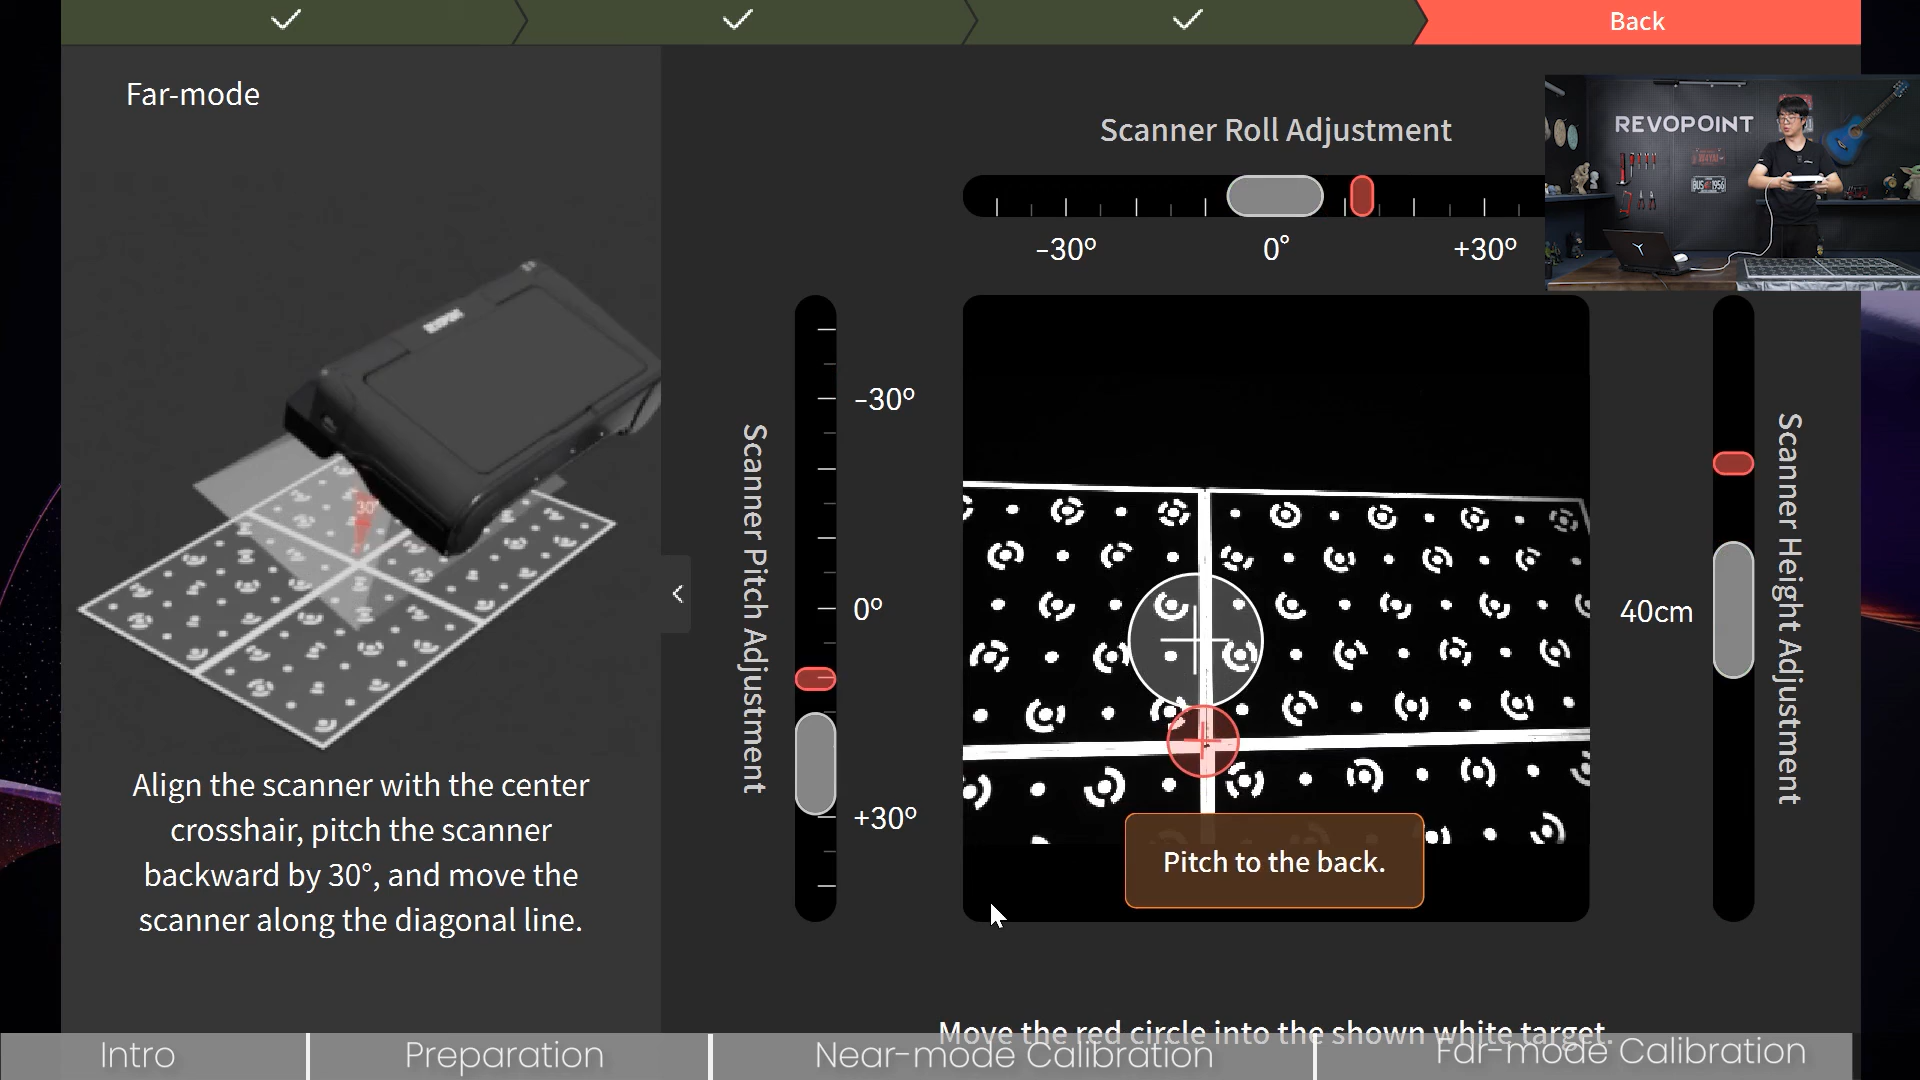 Back
Far-mode
Scanner Roll Adjustment
REVOPOINT
-30º
0°
+30º
Scanner Pitch Adjustment
-30º
0º
+30º
40cm
Scanner Height Adjustment
30°
Pitch to the back.
Align the scanner with the center
crosshair, pitch the scanner
backward by 30°, and move the
scanner along the diagonal line.
Move the red circle into the shown white target.
Intro
Preparation
Near-mode Calibration
Far-mode Calibration